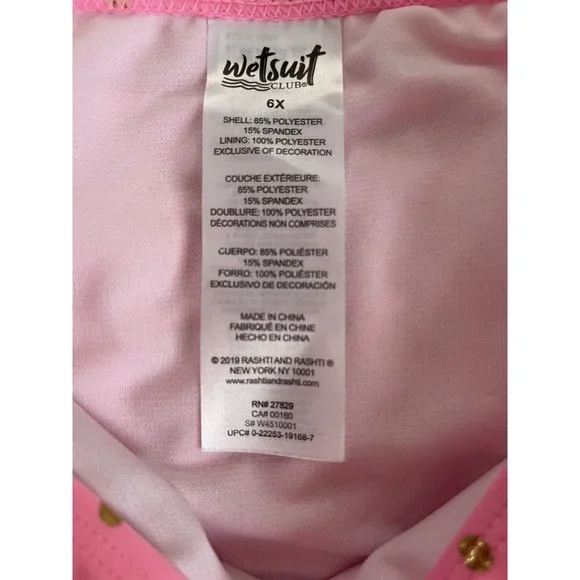 wetsuit
CLUB®
6X
SHELL: 85% POLYESTER
15% SPANDEX
LINING: 100% POLYESTER
EXCLUSIVE OF DECORATION
COUCHE EXTÉRIEURE:
85% POLYESTER
15% SPANDEX
DOUBLURE: 100% POLYESTER
DÉCORATIONS NON COMPRISES
CUERPO: 85% POLIÉSTER
15% SPANDEX
FORRO: 100% POLIÉSTER
EXCLUSIVO DE DECORACIÓN
MADE IN CHINA
FABRIQUÉ EN CHINE
HECHO EN CHINA
© 2019 RASHTI AND RASHTI ®
NEW YORK NY 10001
www.rashtiandrashti.com
RN# 27829
CA# 00160
S# W4510001
UPC# 0-22253-19168-7